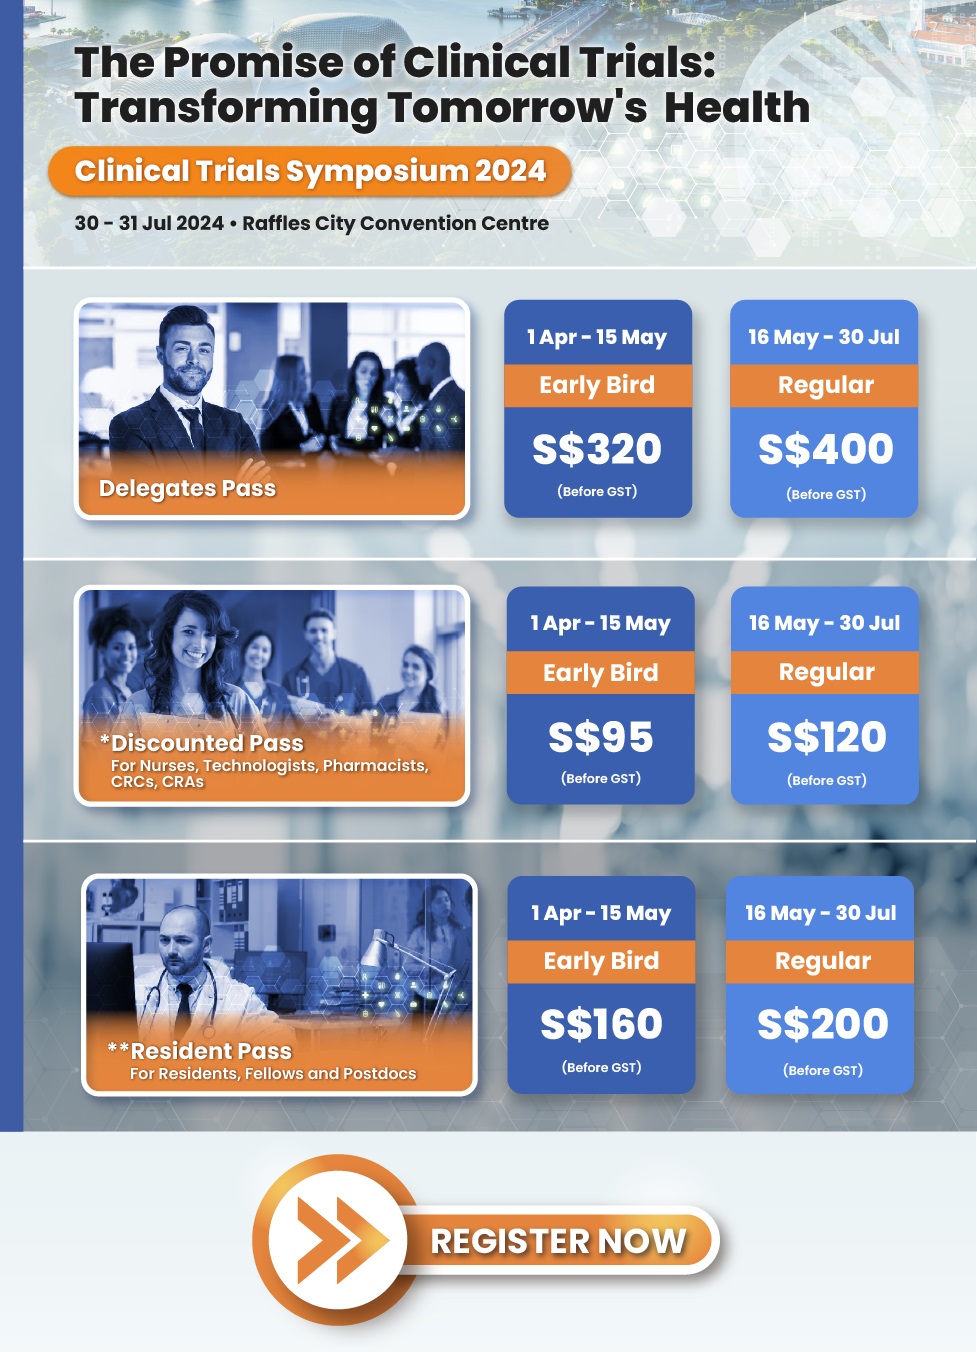 The Promise of Clinical Trials:
Transforming Tomorrow's Health
Clinical Trials Symposium 2024
30 - 31 Jul 2024 • Raffles City Convention Centre
Delegates Pass
1 Apr - 15 May
Early Bird
S$320
(Before GST)
16 May - 30 Jul
Regular
S$400
(Before GST)
*Discounted Pass
For Nurses, Technologists, Pharmacists,
CRCs, CRAs
1 Apr - 15 May
Early Bird
S$95
(Before GST)
16 May - 30 Jul
Regular
S$120
(Before GST)
**Resident Pass
For Residents, Fellows and Postdocs
1 Apr - 15 May
Early Bird
S$160
(Before GST)
16 May - 30 Jul
Regular
S$200
(Before GST)
REGISTER NOW